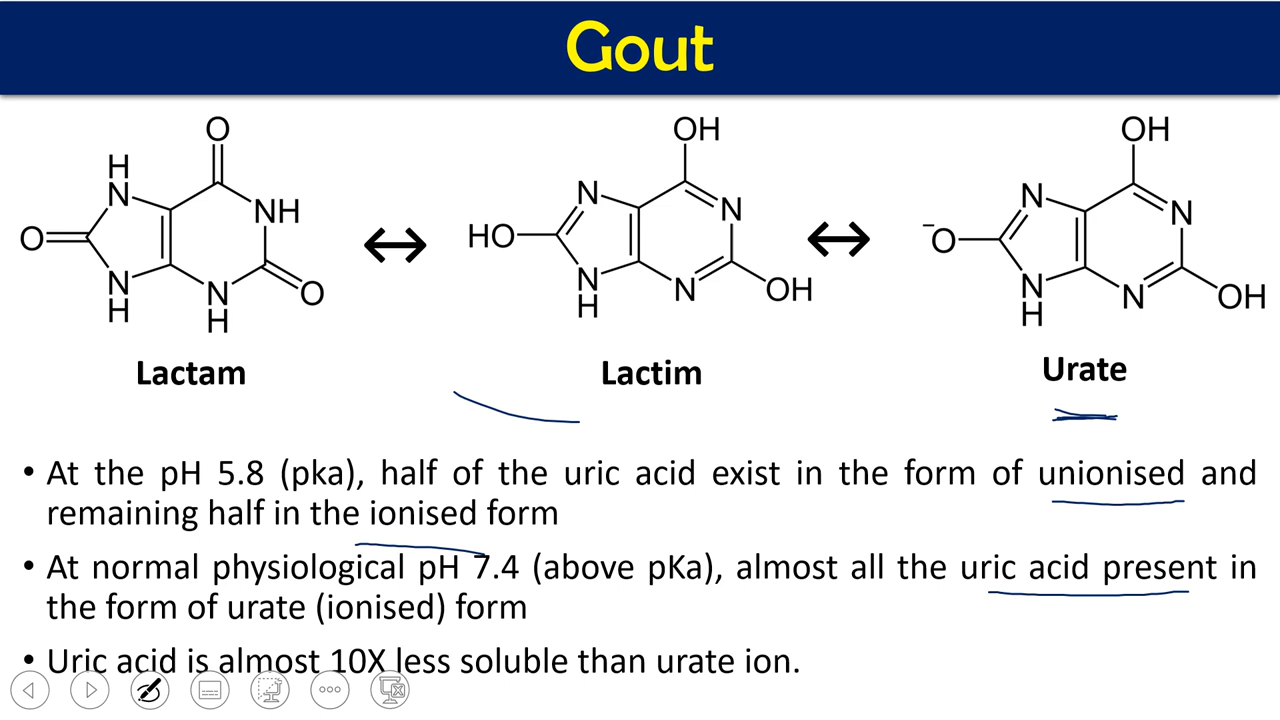 Gout
O
H
N
NH
O
N
H
N
H
O
OH
N
N
HO
N
H
N
OH
OH
N
N
⁻O
N
H
N
OH
Lactam
Lactim
Urate
• At the pH 5.8 (pka), half of the uric acid exist in the form of unionised and
remaining half in the ionised form
• At normal physiological pH 7.4 (above pKa), almost all the uric acid present in
the form of urate (ionised) form
• Uric acid is almost 10X less soluble than urate ion.